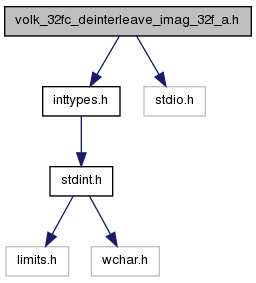 volk_32fc_deinterleave_imag_32f_a.h
inttypes.h
stdio.h
stdint.h
limits.h
wchar.h